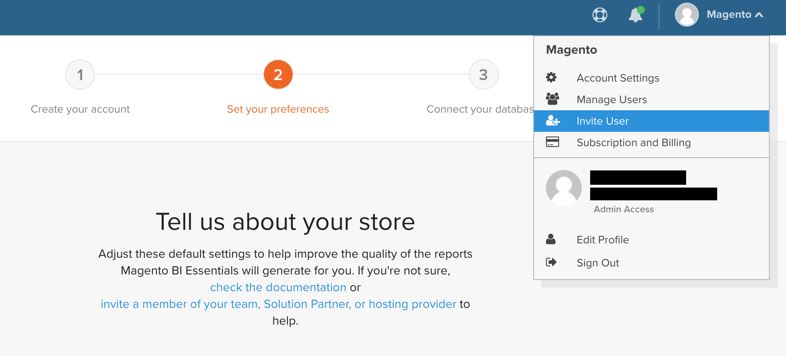 Magento
1
2
3
Create your account
Set your preferences
Connect your databas
Magento
Account Settings
Manage Users
Invite User
Subscription and Billing
Admin Access
Edit Profile
Sign Out
Tell us about your store
Adjust these default settings to help improve the quality of the reports
Magento BI Essentials will generate for you. If you're not sure,
check the documentation or
invite a member of your team, Solution Partner, or hosting provider to
help.